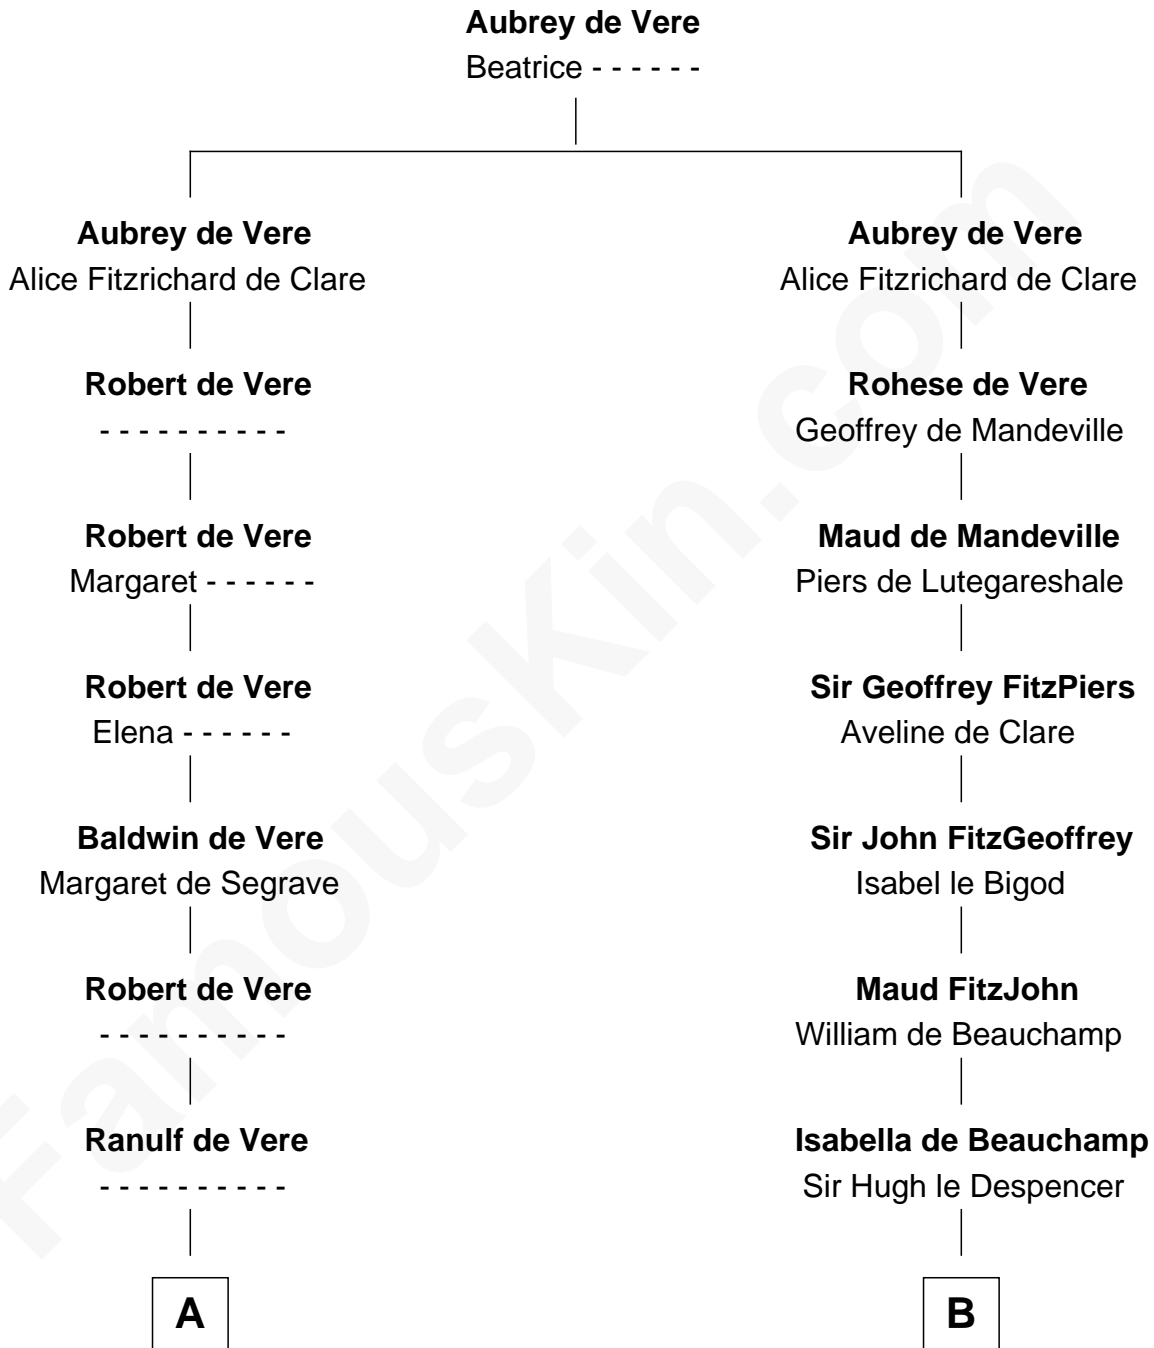 Aubrey de Vere
Beatrice - - - - - -
Aubrey de Vere
Alice Fitzrichard de Clare
Robert de Vere
- - - - - - - - - -
Robert de Vere
Margaret - - - - - -
Robert de Vere
Elena - - - - - -
Baldwin de Vere
Margaret de Segrave
Robert de Vere
- - - - - - - - - -
Ranulf de Vere
- - - - - - - - - -
A
Aubrey de Vere
Alice Fitzrichard de Clare
Rohese de Vere
Geoffrey de Mandeville
Maud de Mandeville
Piers de Lutegareshale
Sir Geoffrey FitzPiers
Aveline de Clare
Sir John FitzGeoffrey
Isabel le Bigod
Maud FitzJohn
William de Beauchamp
Isabella de Beauchamp
Sir Hugh le Despencer
B
FamousKin.com